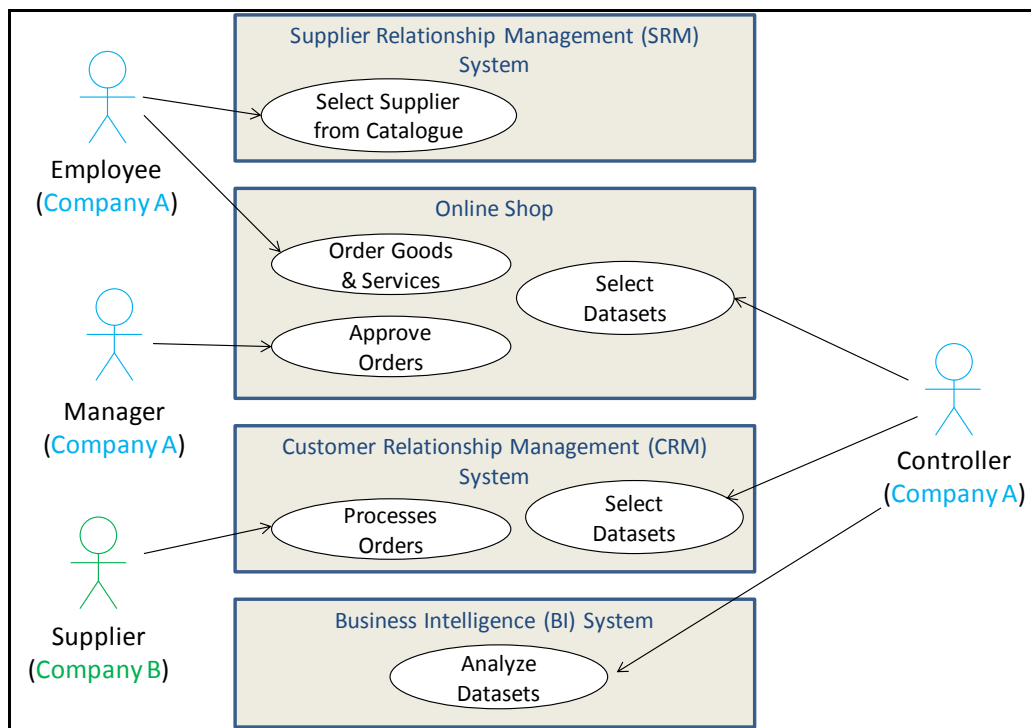 Supplier Relationship Management (SRM)
System
Select Supplier
from Catalogue
Employee
(Company A)
Online Shop
Order Goods
& Services
Select
Datasets
Approve
Orders
Manager
(Company A)
Customer Relationship Management (CRM)
System
Processes
Orders
Select
Datasets
Controller
(Company A)
Supplier
(Company B)
Business Intelligence (BI) System
Analyze
Datasets